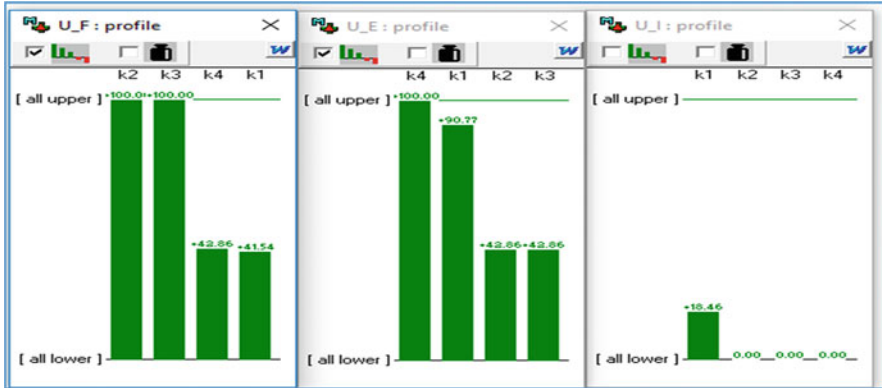 U_F : profile
k2 k3 k4 k1
[ all upper ]
+100.00 +100.00
+42.86 +41.54
[ all lower ]
U_E : profile
k4 k1 k2 k3
[ all upper ]
+100.00
+90.77
+42.86 +42.86
[ all lower ]
U_I : profile
k1 k2 k3 k4
[ all upper ]
+18.46
0.00 0.00 0.00
[ all lower ]